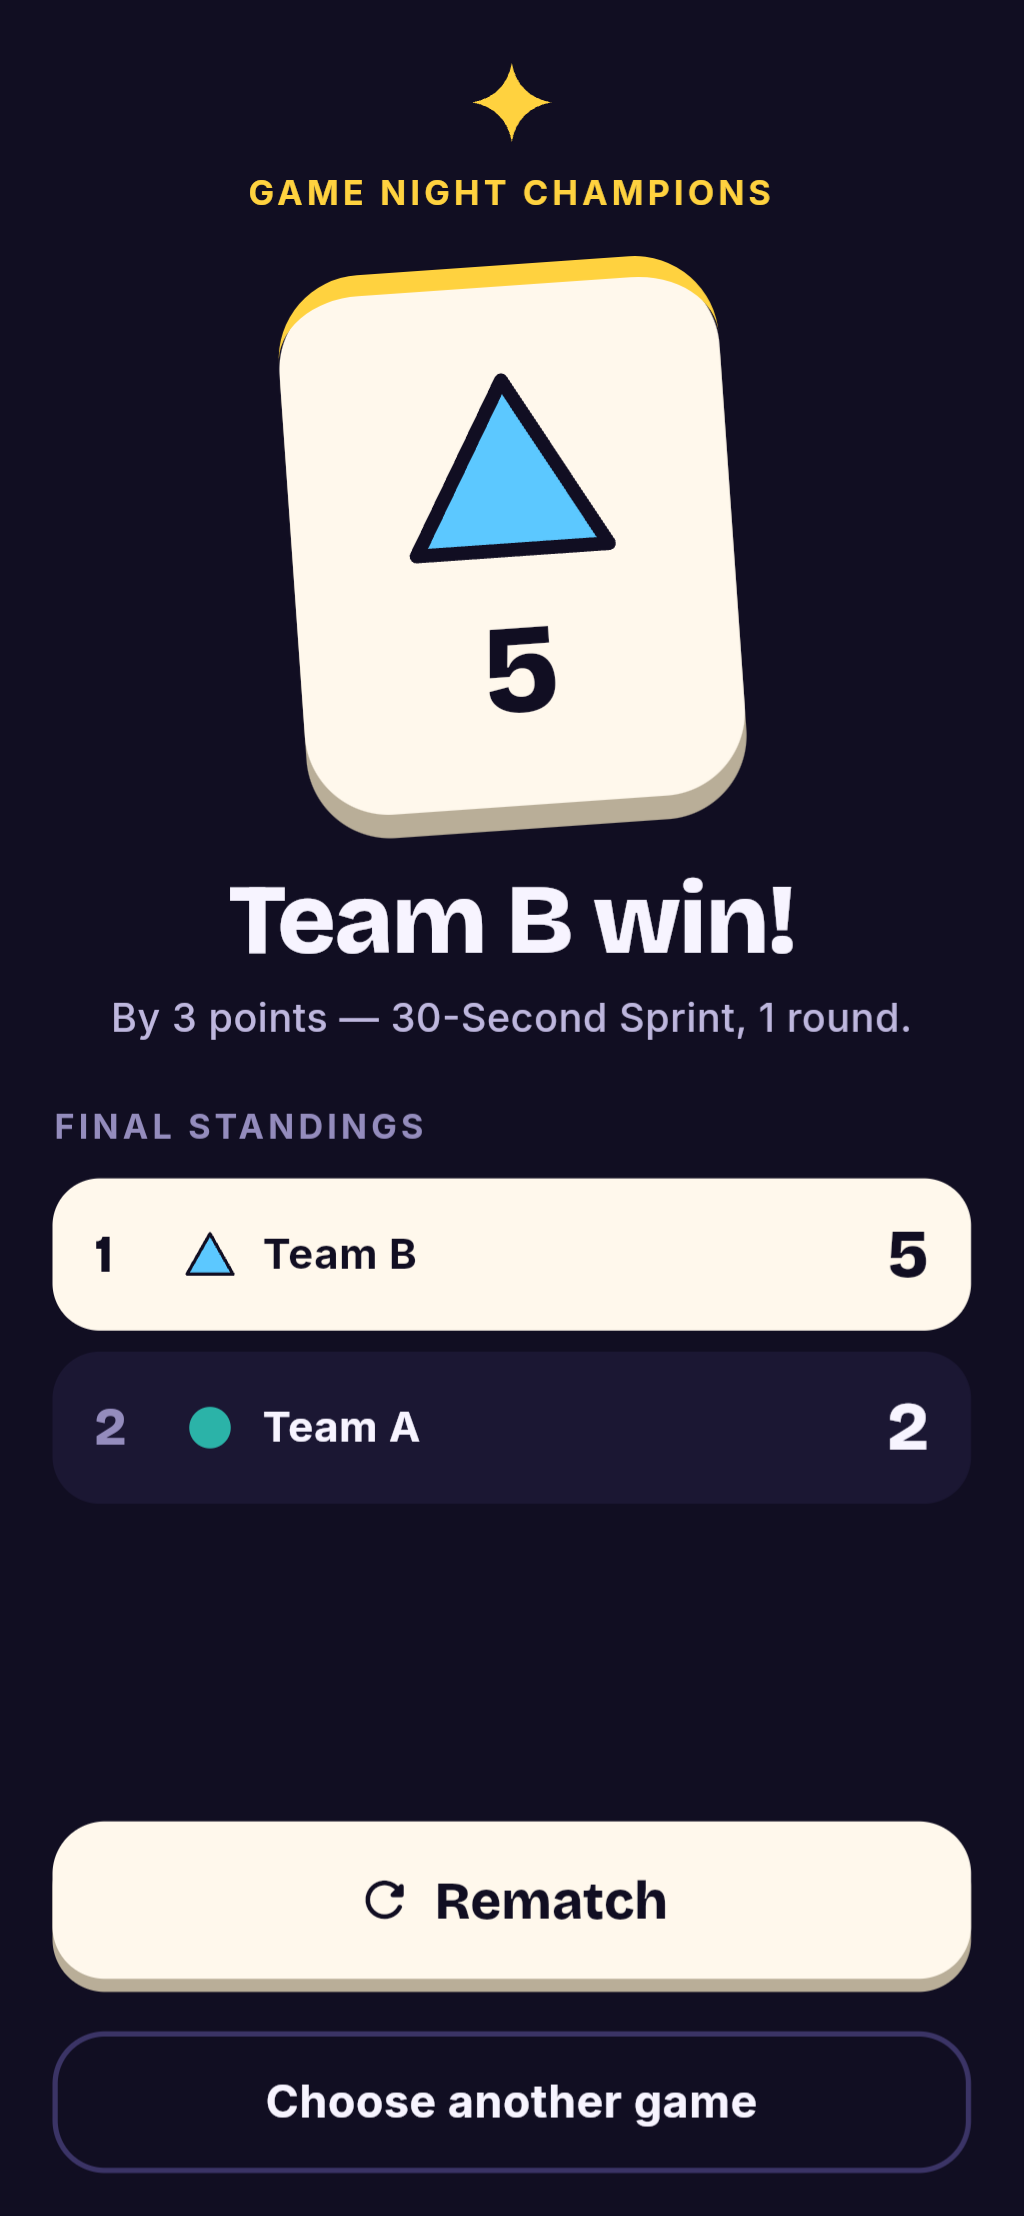 GAME NIGHT CHAMPIONS
5
Team B win!
By 3 points — 30-Second Sprint, 1 round.
FINAL STANDINGS
1 Team B 5
2 Team A 2
Rematch
Choose another game